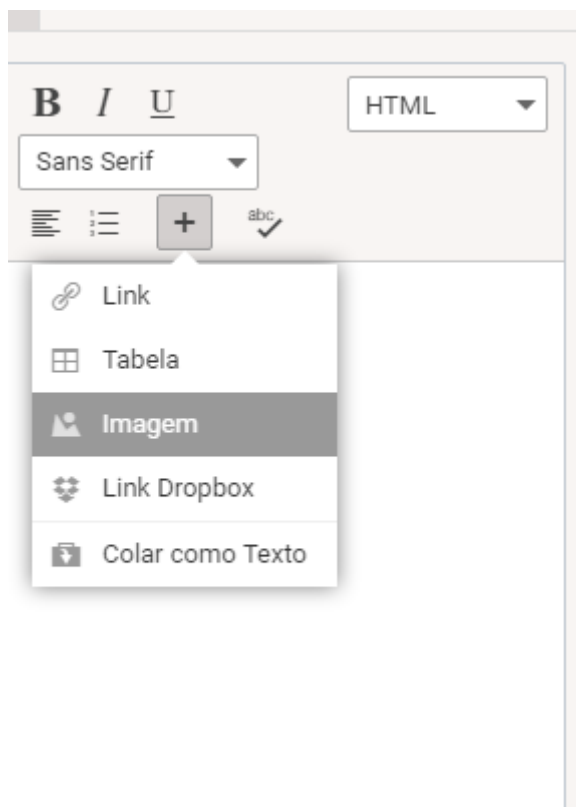 B I U HTML
Sans Serif
+ abc
Link
Tabela
Imagem
Link Dropbox
Colar como Texto